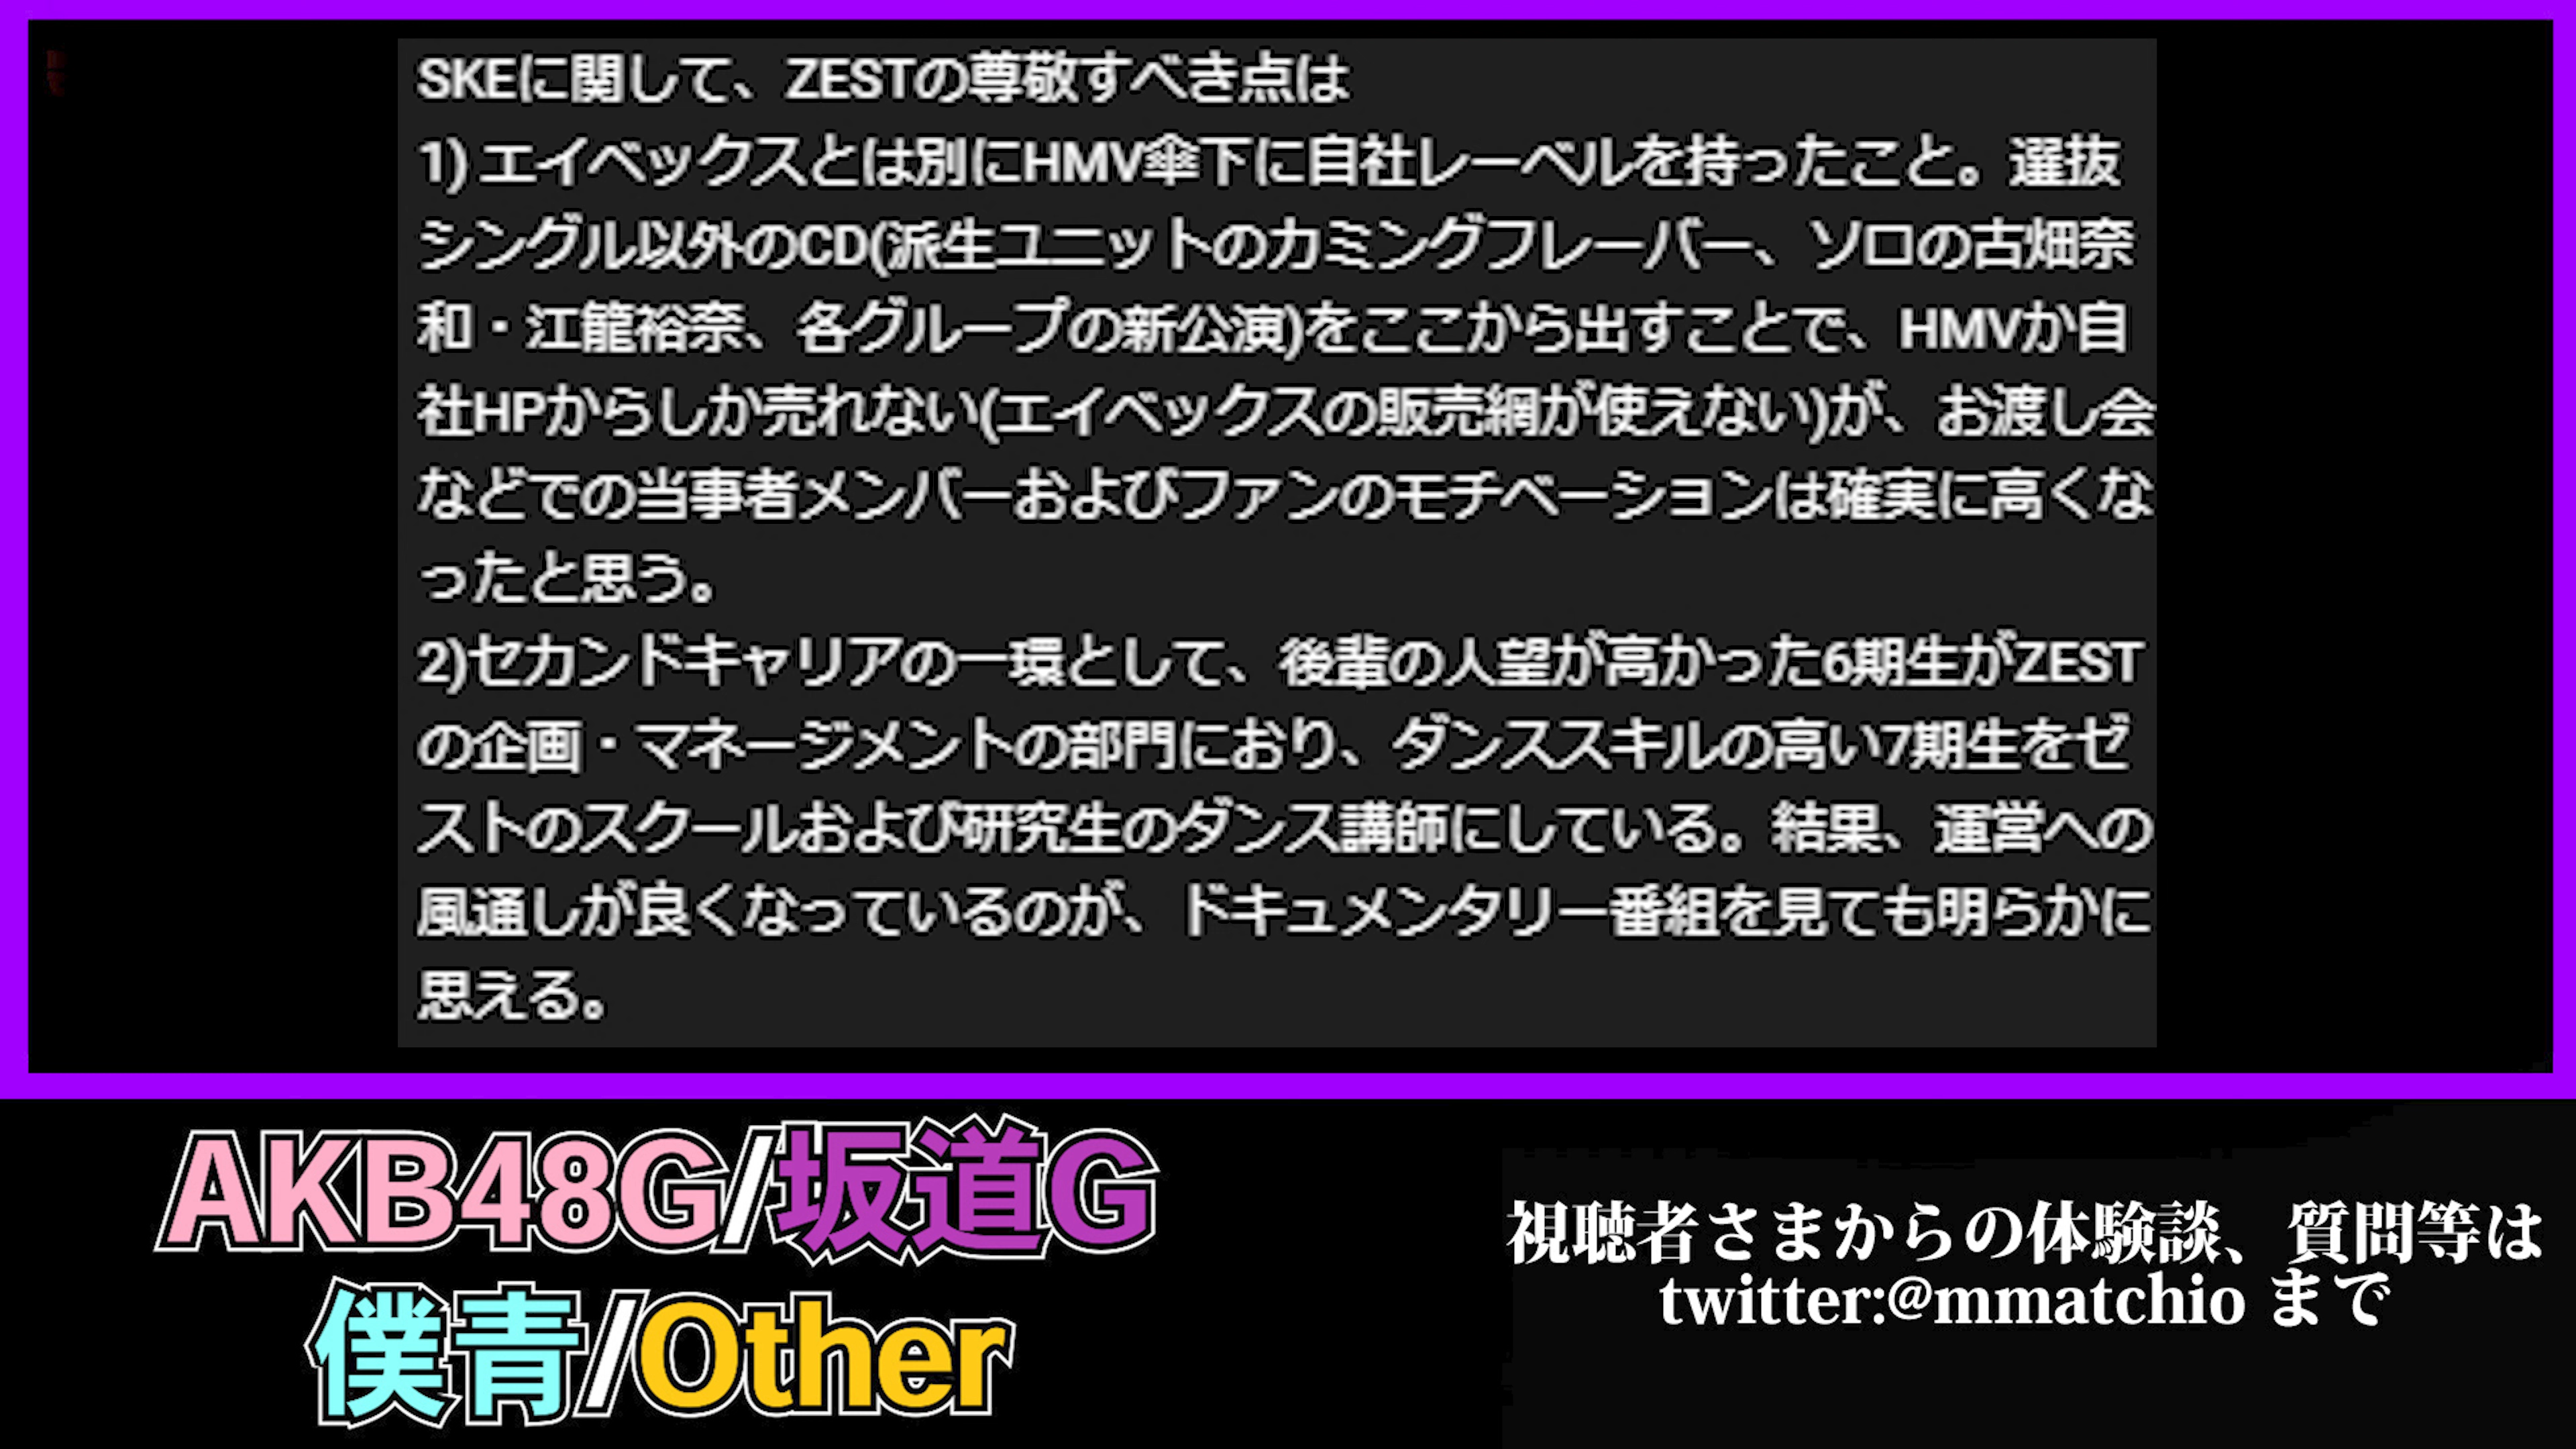 SKEに関して、ZESTの尊敬すべき点は
1) エイベックスとは別にHMV傘下に自社レーベルを持ったこと。選抜
シングル以外のCD(派生ユニットのカミングフレーバー、ソロの古畑奈
和・江籠裕奈、各グループの新公演)をここから出すことで、HMVか自
社HPからしか売れない(エイベックスの販売網が使えない)が、お渡し会
などでの当事者メンバーおよびファンのモチベーションは確実に高くな
ったと思う。
2)セカンドキャリアの一環として、後輩の人望が高かった6期生がZEST
の企画・マネージメントの部門におり、ダンススキルの高い7期生をゼ
ストのスクールおよび研究生のダンス講師にしている。結果、運営への
風通しが良くなっているのが、ドキュメンタリー番組を見ても明らかに
思える。
AKB48G/坂道G
僕青/Other
視聴者さまからの体験談、質問等は
twitter:@mmatchio まで